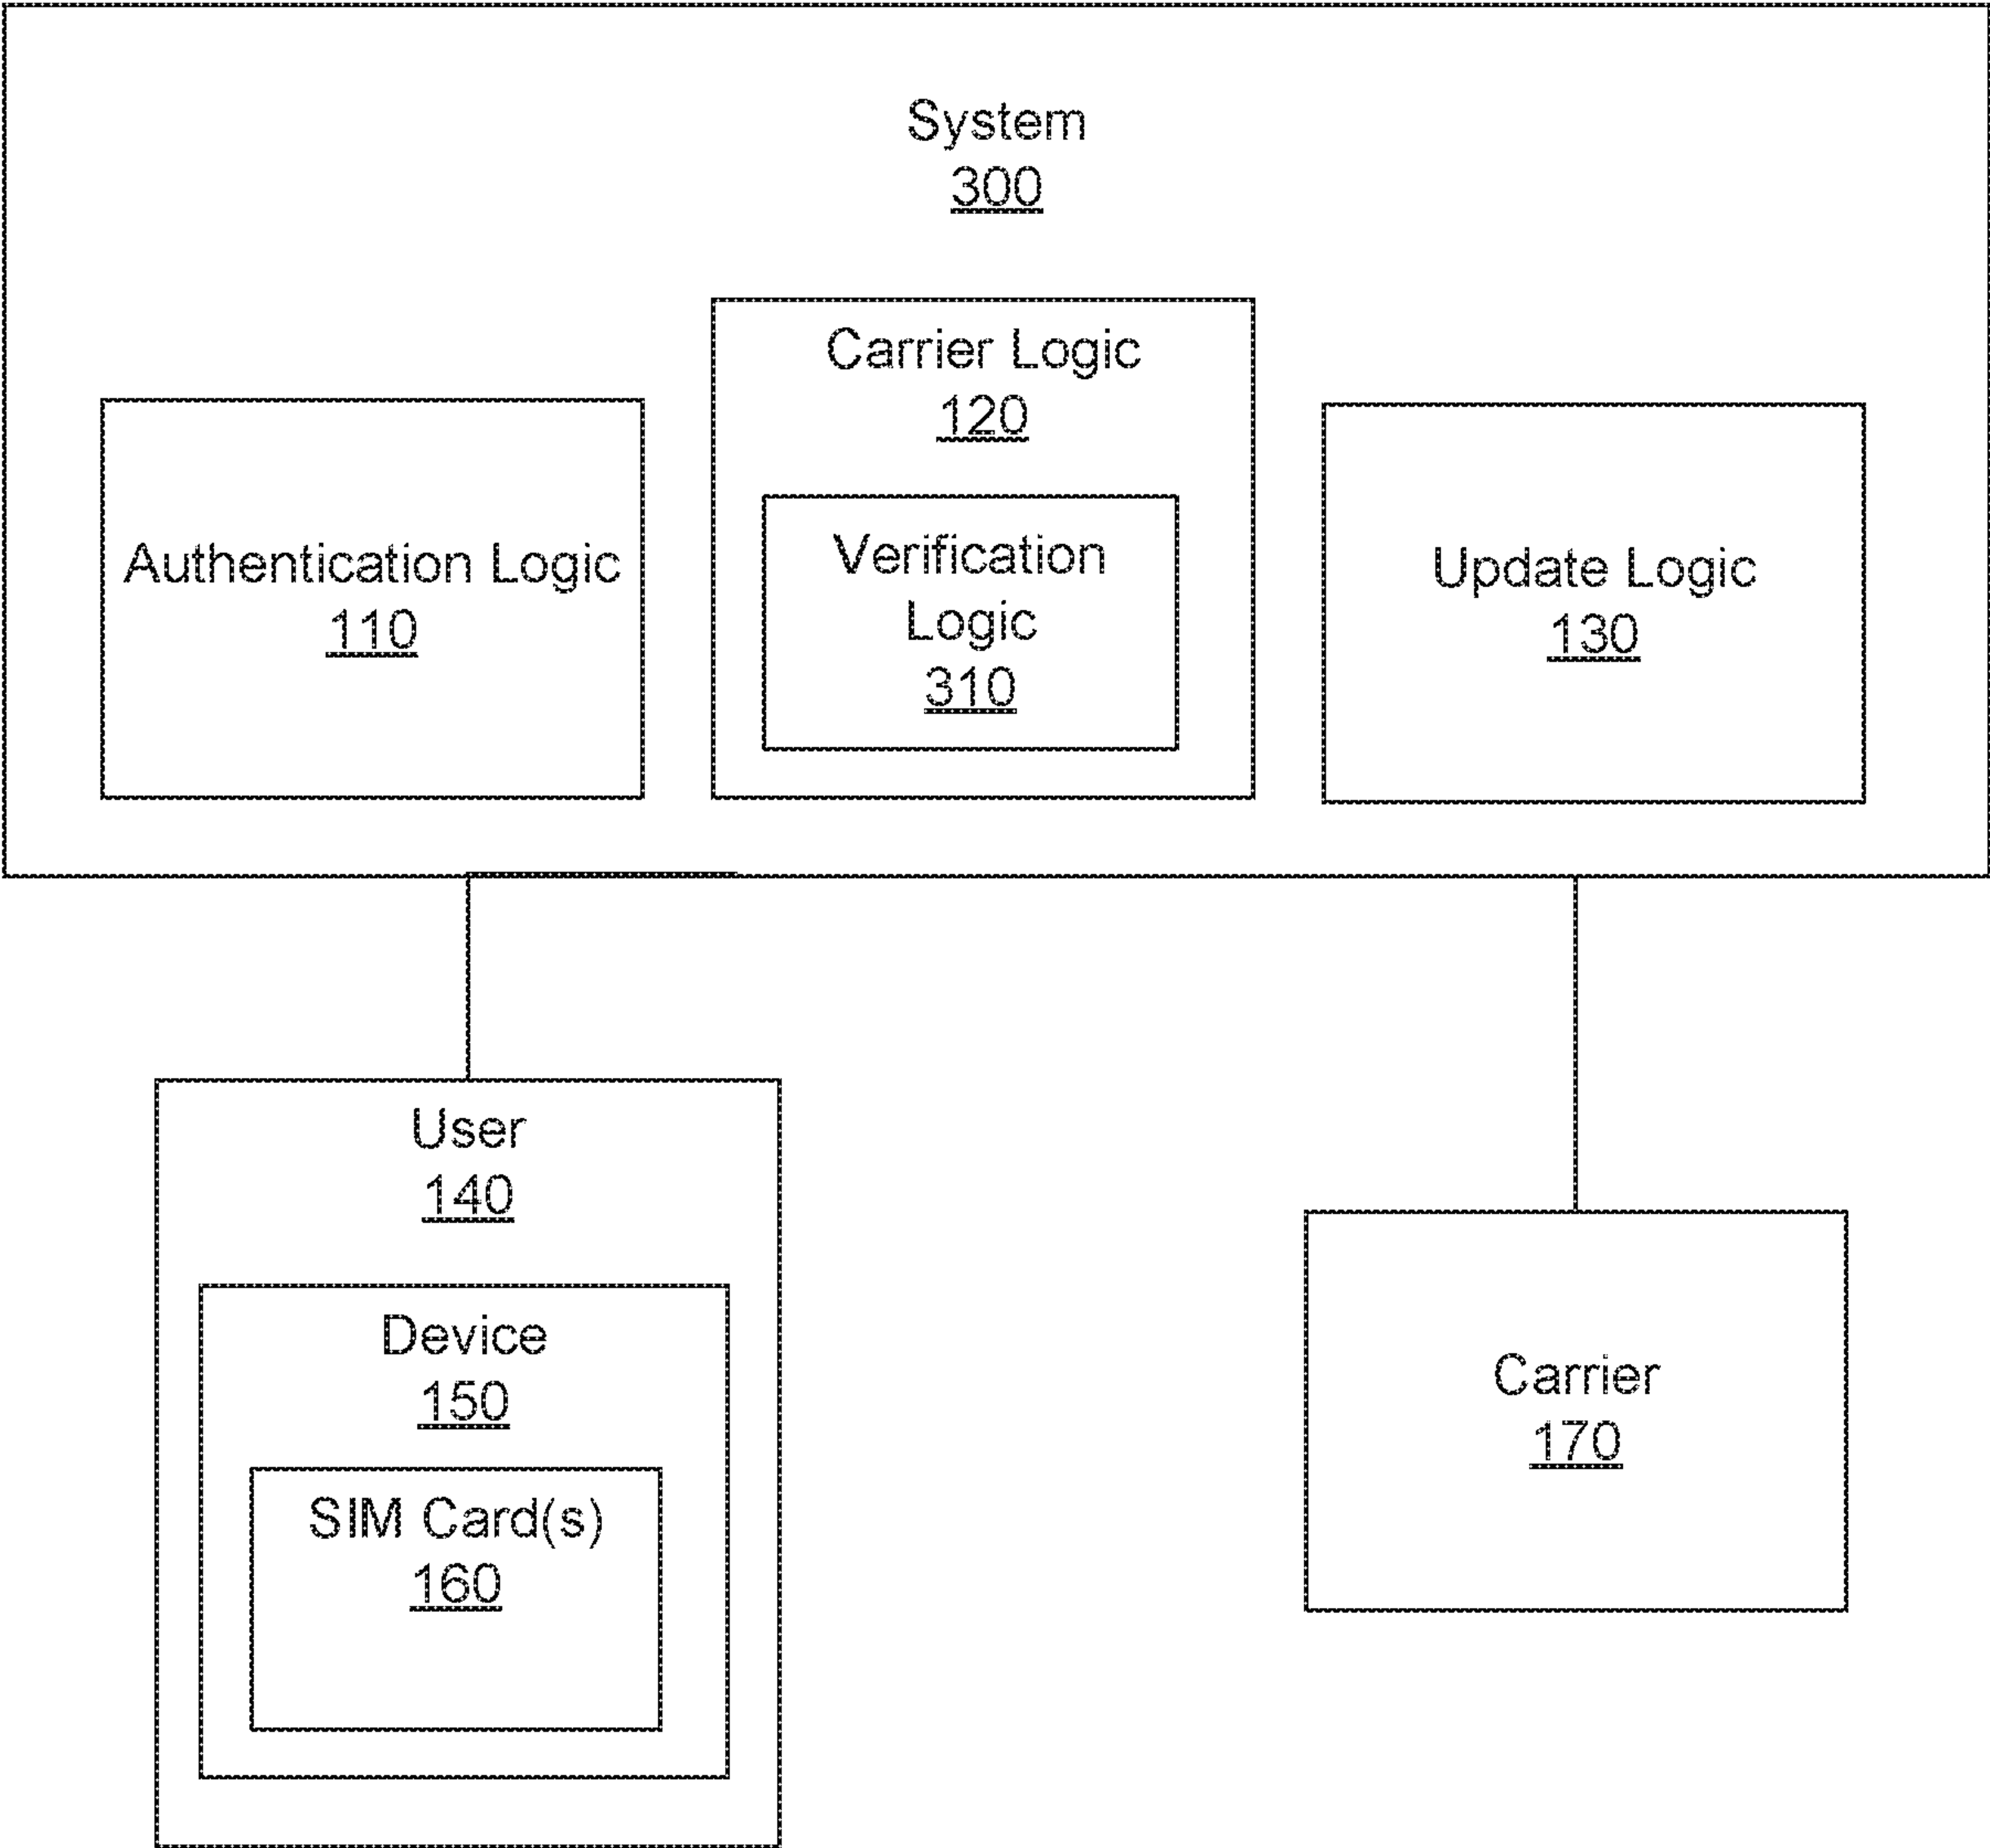 System
300
Carrier Logic
120
Authentication Logic
110
Verification
Logic
310
Update Logic
130
User
140
Device
150
SIM Card(s)
160
Carrier
170